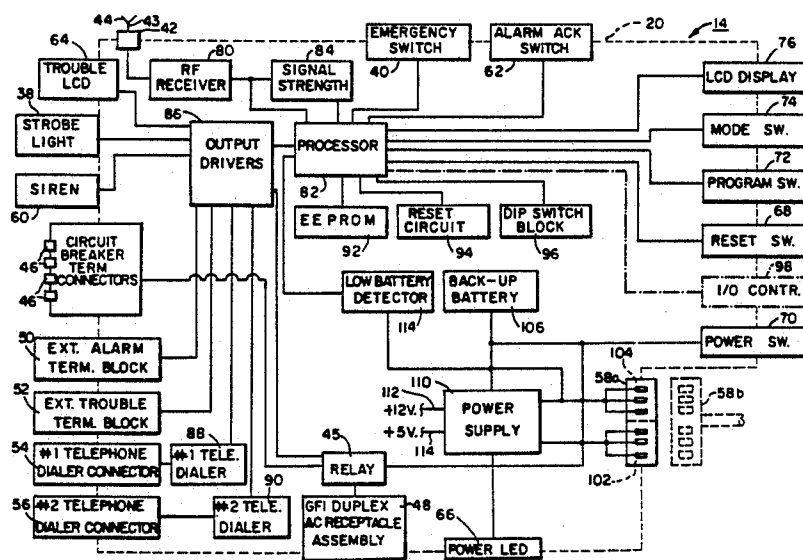 44
43
42
20
14
64
TROUBLE
LCD
80
RF
RECEIVER
84
SIGNAL
STRENGTH
EMERGENCY
SWITCH
40
ALARM ACK
SWITCH
62
76
LCD DISPLAY
38
STROBE
LIGHT
86
OUTPUT
DRIVERS
PROCESSOR
82
74
MODE SW.
72
PROGRAM SW.
SIREN
60
EEPROM
92
RESET
CIRCUIT
94
DIP SWITCH
BLOCK
96
68
RESET SW.
CIRCUIT
BREAKER
TERM
CONNECTORS
46
46
LOW BATTERY
DETECTOR
114
BACK-UP
BATTERY
106
98
I/O CONTR.
70
POWER SW.
50
EXT. ALARM
TERM. BLOCK
110
112
+12V.
+5V.
114
POWER
SUPPLY
104
58a
58b
102
52
EXT. TROUBLE
TERM. BLOCK
54
#1 TELEPHONE
DIALER CONNECTOR
88
#1 TELE.
DIALER
45
RELAY
56
#2 TELEPHONE
DIALER CONNECTOR
90
#2 TELE.
DIALER
GFI DUPLEX
AC RECEPTACLE
ASSEMBLY
48
66
POWER LED